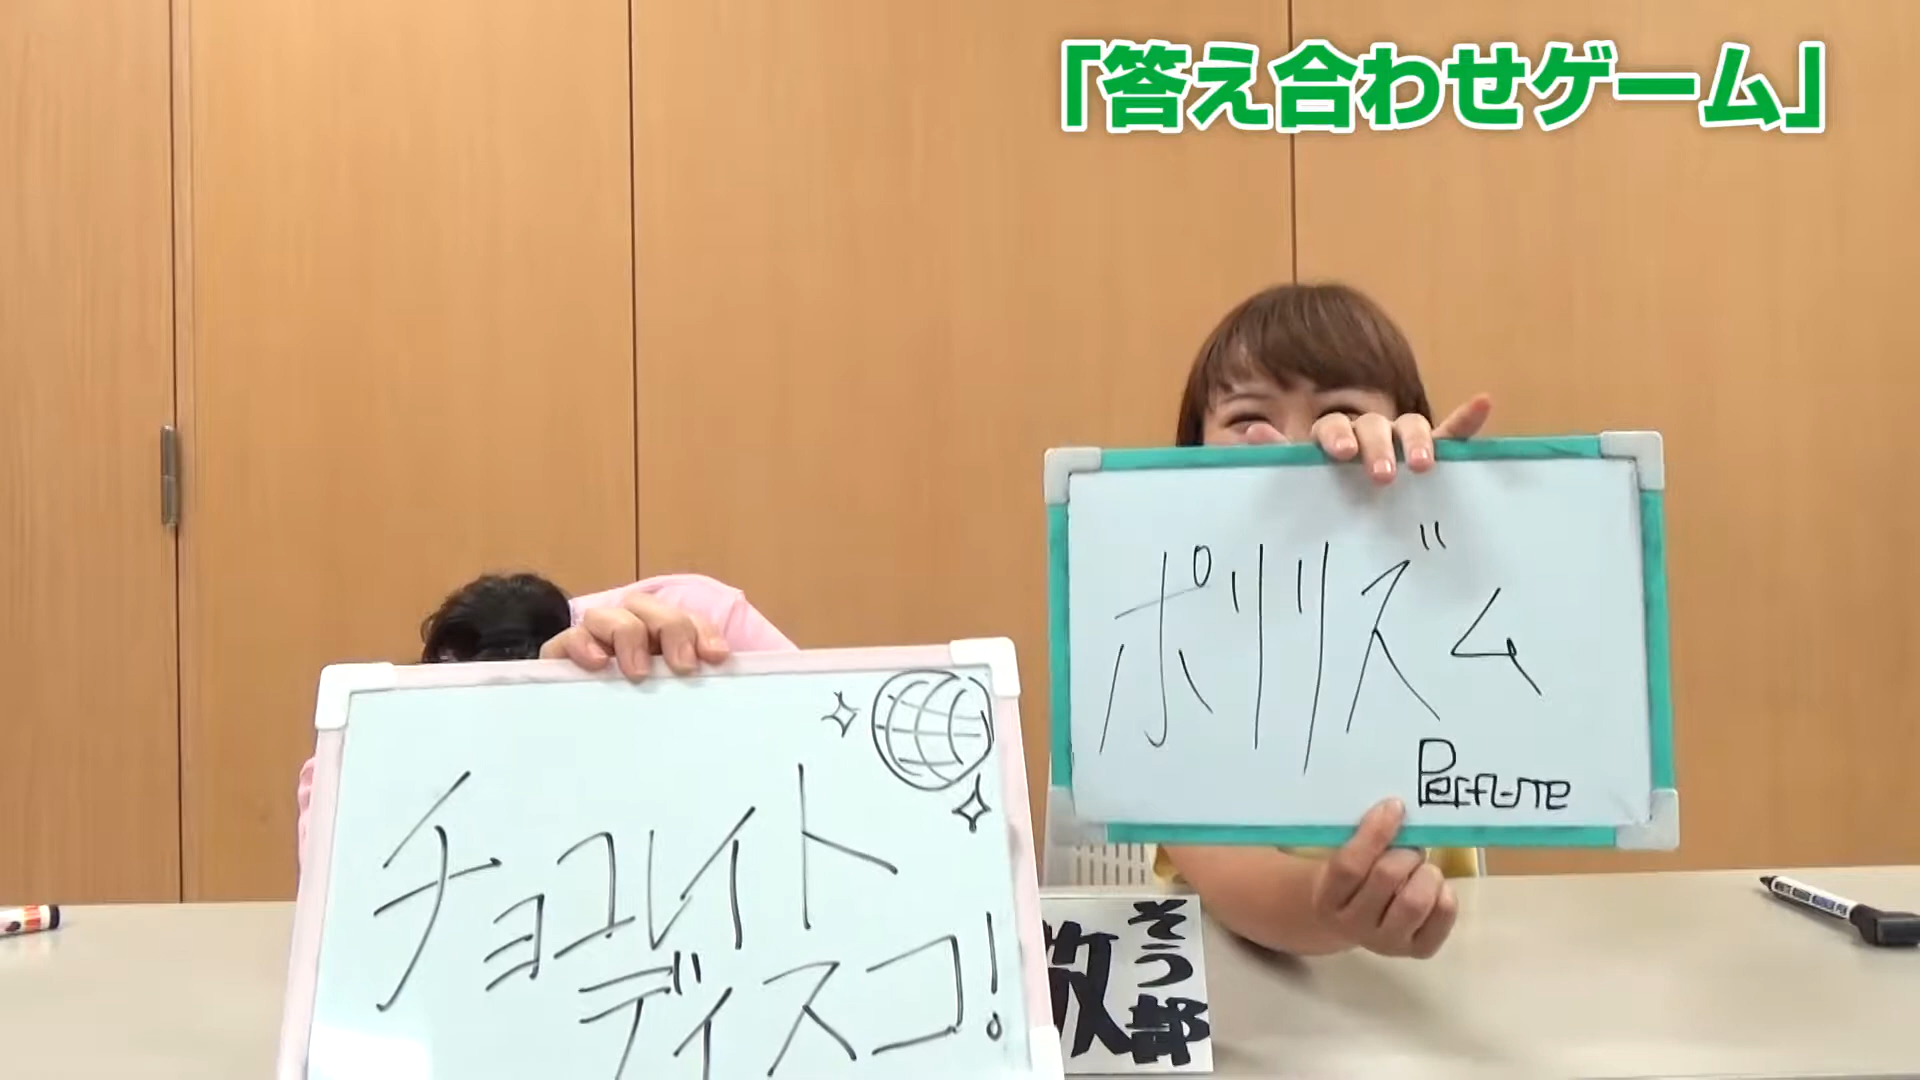 「答え合わせゲーム」
チョコレイト
ディスコ!
ポリリズム
Perfume
そう部